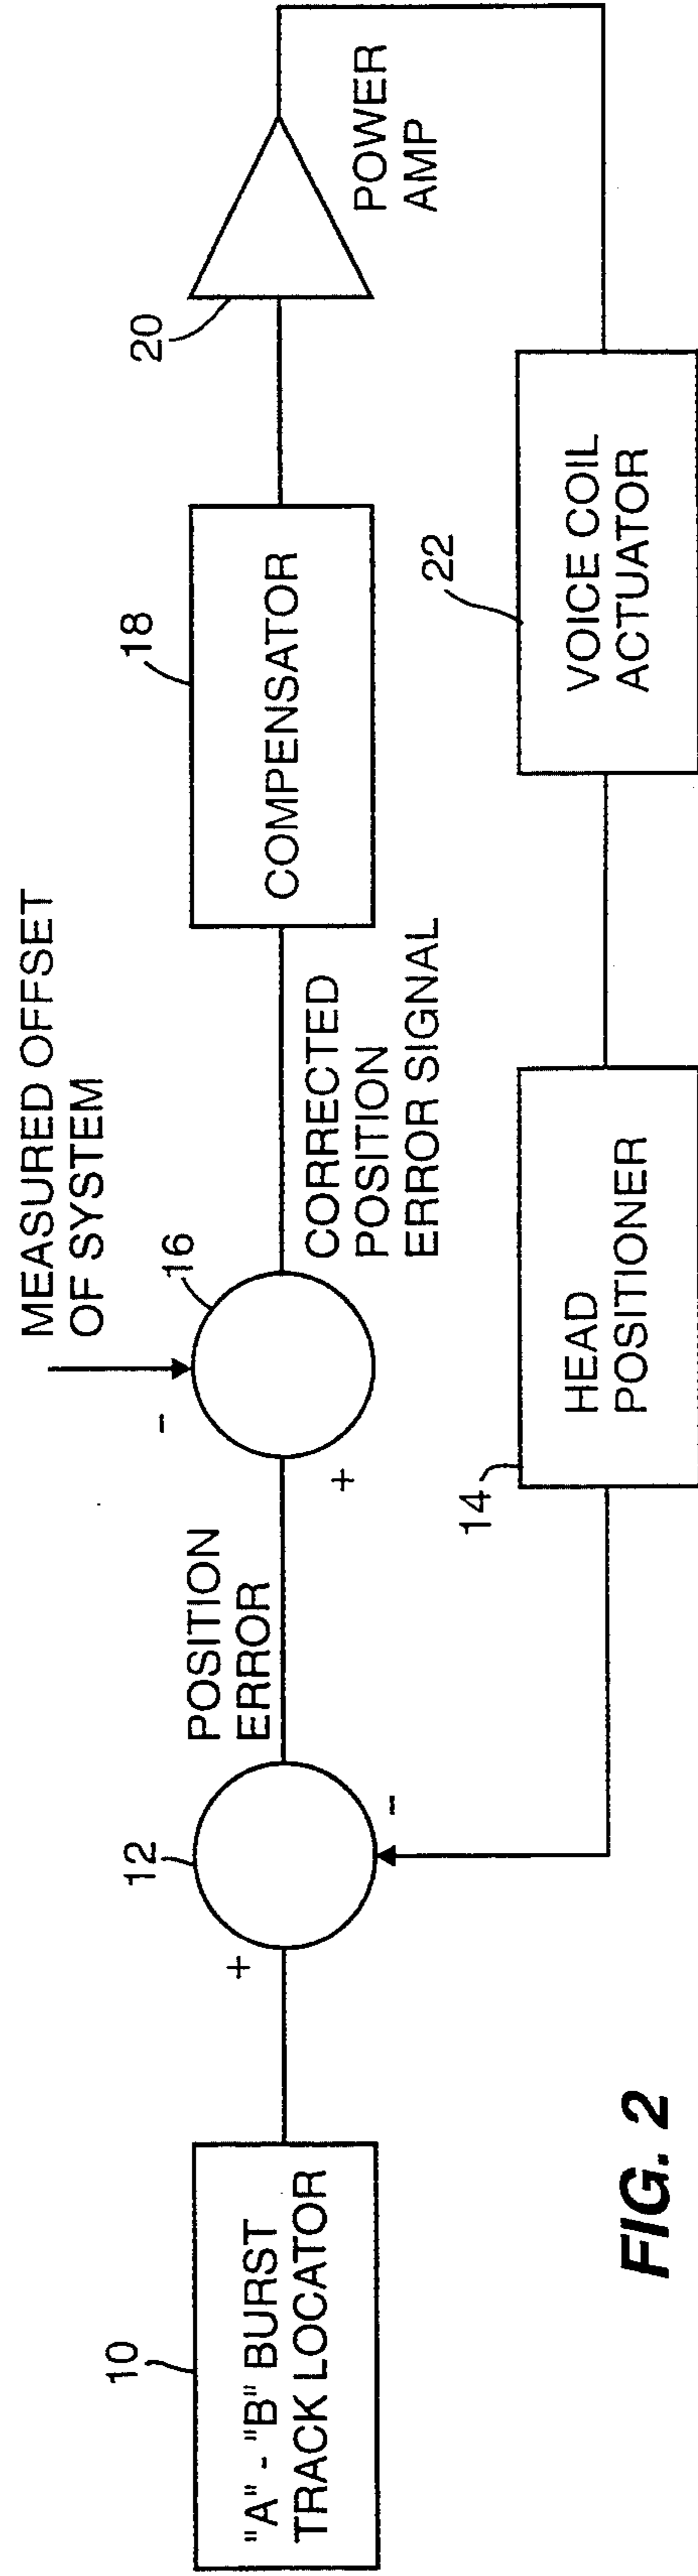 10
"A" - "B" BURST
TRACK LOCATOR
+
12
-
POSITION
ERROR
+
-
16
MEASURED OFFSET
OF SYSTEM
CORRECTED
POSITION
ERROR SIGNAL
18
COMPENSATOR
20
POWER
AMP
22
VOICE COIL
ACTUATOR
14
HEAD
POSITIONER
FIG. 2